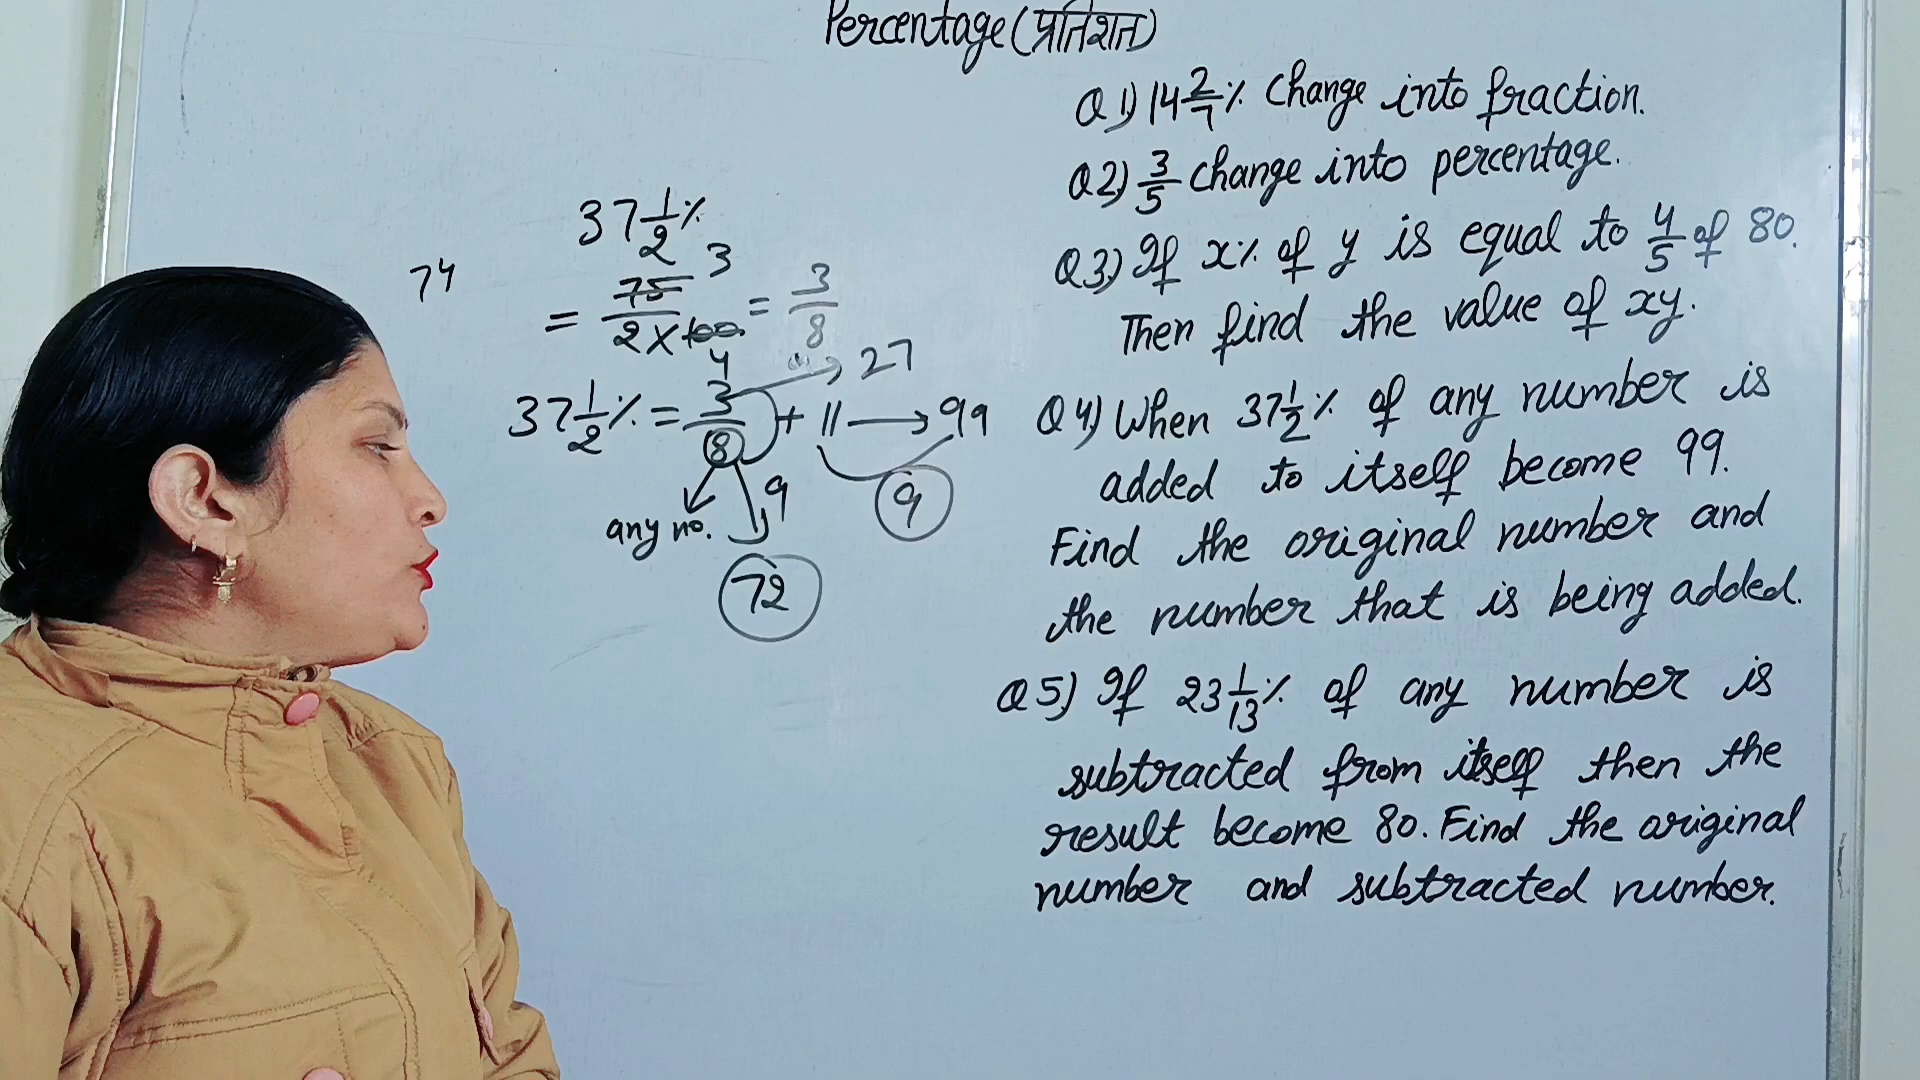 Percentage (प्रतिशत)
Q1) 14 2/7 % change into fraction.
Q2) 3/5 change into percentage.
Q3) If x% of y is equal to 4/5 of 80.
Then find the value of xy.
Q4) When 37 1/2 % of any number is
added to itself become 99.
Find the original number and
the number that is being added.
Q5) If 23 1/13 % of any number is
subtracted from itself then the
result become 80. Find the original
number and subtracted number.
74
37 1/2 %
= 75/2×100 = 3/8
3
4
37 1/2 % = 3/8 + 11 → 99
→ 27
any no.
9
9
72